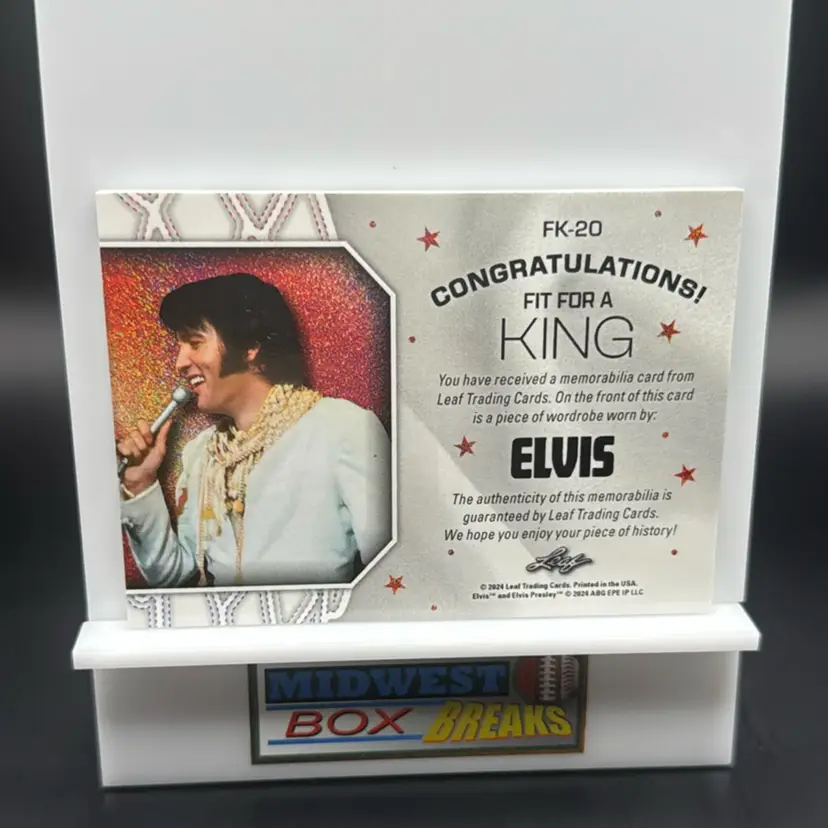 FK-20
CONGRATULATIONS!
FIT FOR A
KING
You have received a memorabilia card from
Leaf Trading Cards. On the front of this card
is a piece of wordrobe worn by:
ELVIS
The authenticity of this memorabilia is
guaranteed by Leaf Trading Cards.
We hope you enjoy your piece of history!
Leaf
© 2024 Leaf Trading Cards. Printed in the USA.
Elvis™ and Elvis Presley™ © 2024 ABG EPE IP LLC
MIDWEST
BOX BREAKS